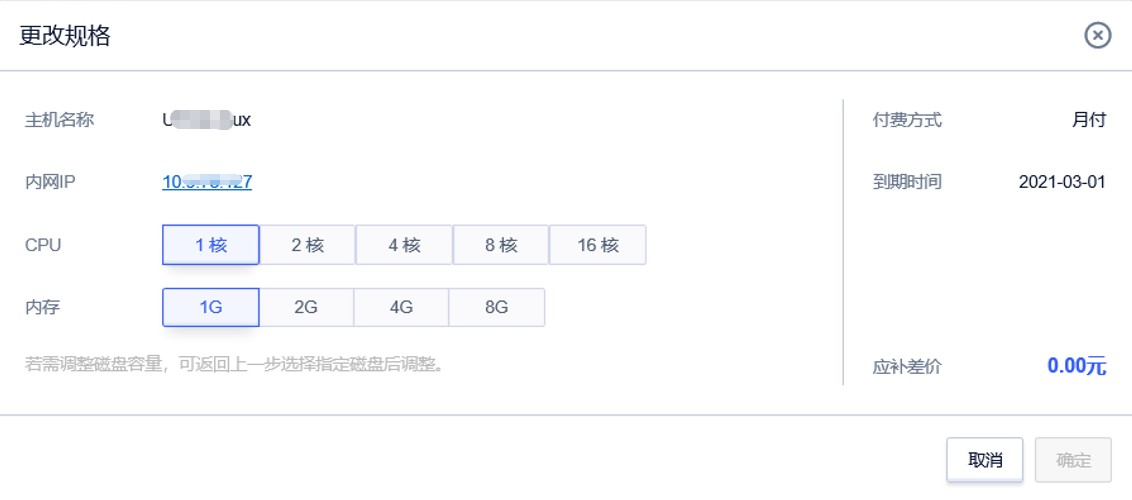 更改规格
主机名称 U ux
付费方式 月付
内网IP 10. 127
到期时间 2021-03-01
CPU 1 核 2 核 4 核 8 核 16 核
内存 1G 2G 4G 8G
若需调整磁盘容量，可返回上一步选择指定磁盘后调整。
应补差价 0.00元
取消 确定